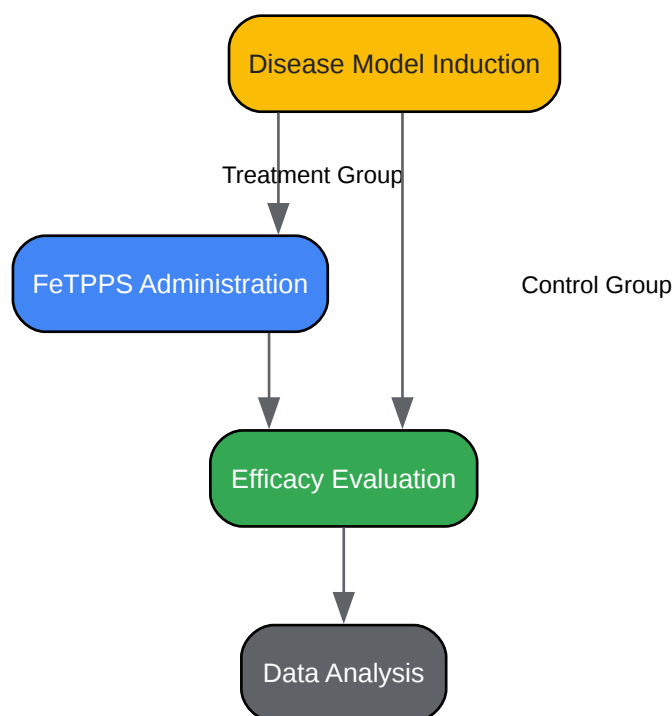 Disease Model Induction
Treatment Group
FeTPPS Administration
Control Group
Efficacy Evaluation
Data Analysis